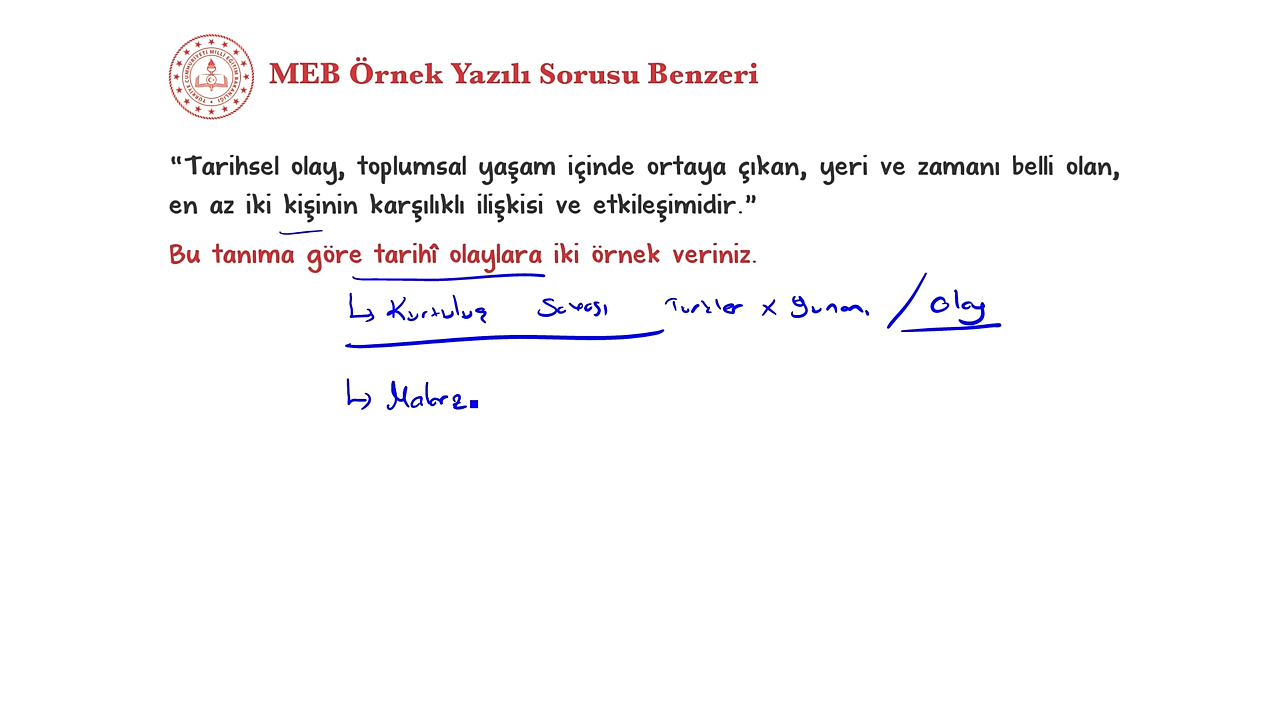 MEB Örnek Yazılı Sorusu Benzeri
“Tarihsel olay, toplumsal yaşam içinde ortaya çıkan, yeri ve zamanı belli olan,
en az iki kişinin karşılıklı ilişkisi ve etkileşimidir.”
Bu tanıma göre tarihî olaylara iki örnek veriniz.
↳ Kurtuluş Savaşı Türkler x Yunan / Olay
↳